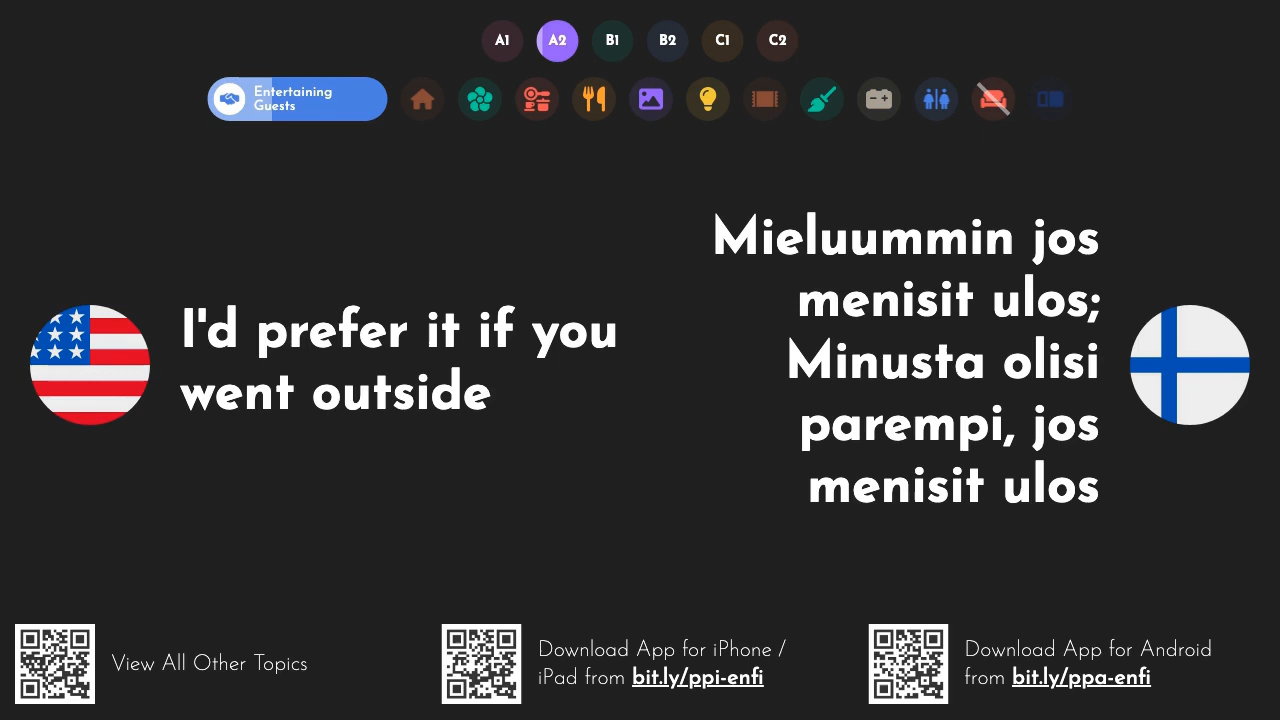 A1 A2 B1 B2 C1 C2
Entertaining
Guests
I'd prefer it if you
went outside
Mieluummin jos
menisit ulos;
Minusta olisi
parempi, jos
menisit ulos
View All Other Topics
Download App for iPhone /
iPad from bit.ly/ppi-enfi
Download App for Android
from bit.ly/ppa-enfi